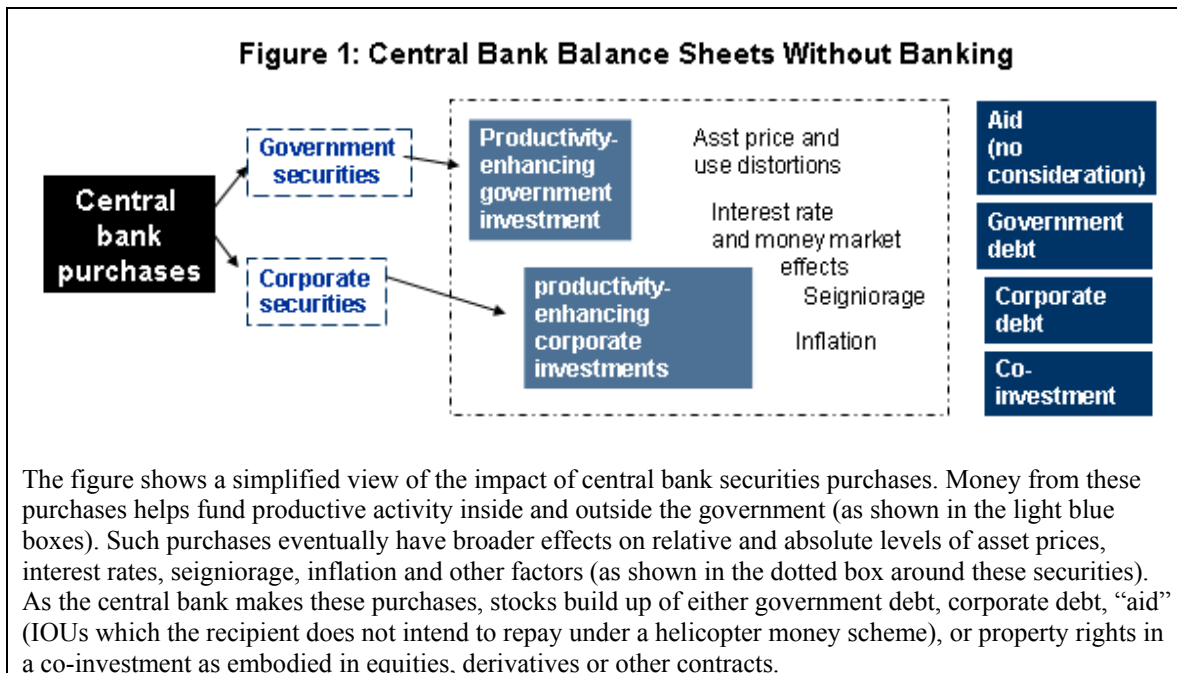 Figure 1: Central Bank Balance Sheets Without Banking
Central
bank
purchases
Government
securities
Corporate
securities
Productivity-
enhancing
government
investment
productivity-
enhancing
corporate
investments
Asst price and
use distortions
Interest rate
and money market
effects
Seigniorage
Inflation
Aid
(no
consideration)
Government
debt
Corporate
debt
Co-
investment
The figure shows a simplified view of the impact of central bank securities purchases. Money from these
purchases helps fund productive activity inside and outside the government (as shown in the light blue
boxes). Such purchases eventually have broader effects on relative and absolute levels of asset prices,
interest rates, seigniorage, inflation and other factors (as shown in the dotted box around these securities).
As the central bank makes these purchases, stocks build up of either government debt, corporate debt, “aid”
(IOUs which the recipient does not intend to repay under a helicopter money scheme), or property rights in
a co-investment as embodied in equities, derivatives or other contracts.